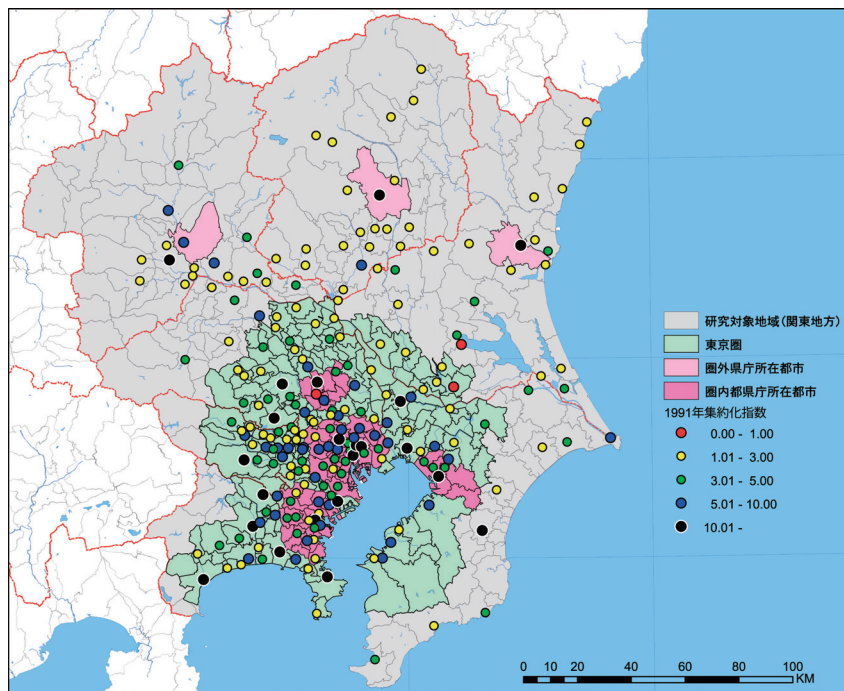 研究対象地域(関東地方)
東京圏
圏外県庁所在都市
圏内都県庁所在都市
1991年集約化指数
0.00 - 1.00
1.01 - 3.00
3.01 - 5.00
5.01 - 10.00
10.01 -
0 10 20 40 60 80 100
KM